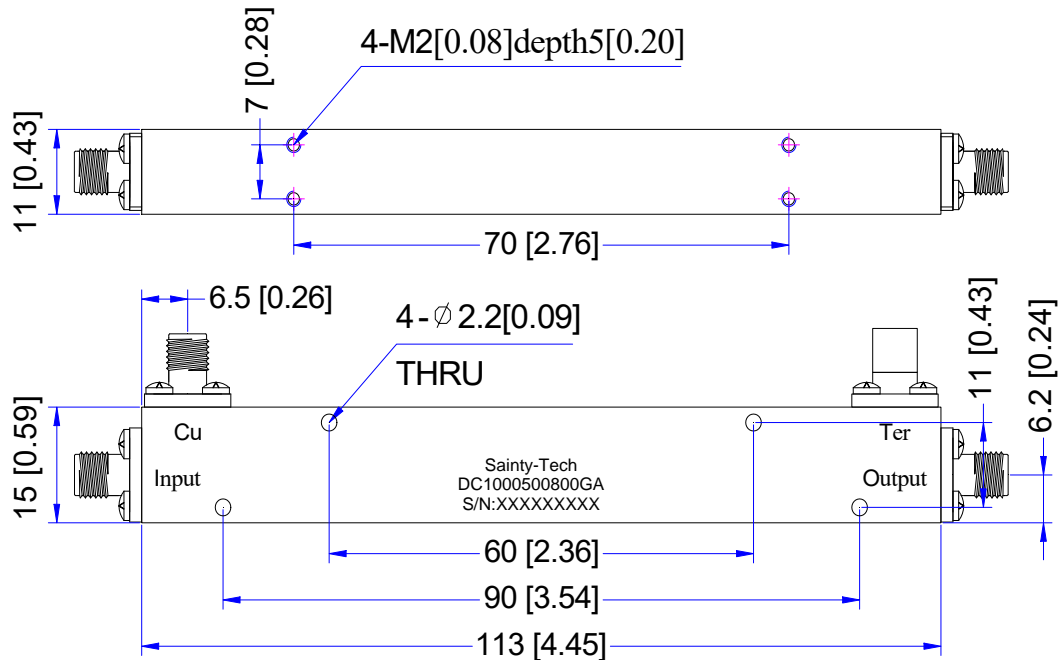 4-M2[0.08]depth5[0.20]
7 [0.28]
11 [0.43]
70 [2.76]
6.5 [0.26]
4-∅2.2[0.09]
THRU
11 [0.43]
6.2 [0.24]
15 [0.59]
Cu
Ter
Input
Output
Sainty-Tech
DC1000500800GA
S/N:XXXXXXXXX
60 [2.36]
90 [3.54]
113 [4.45]